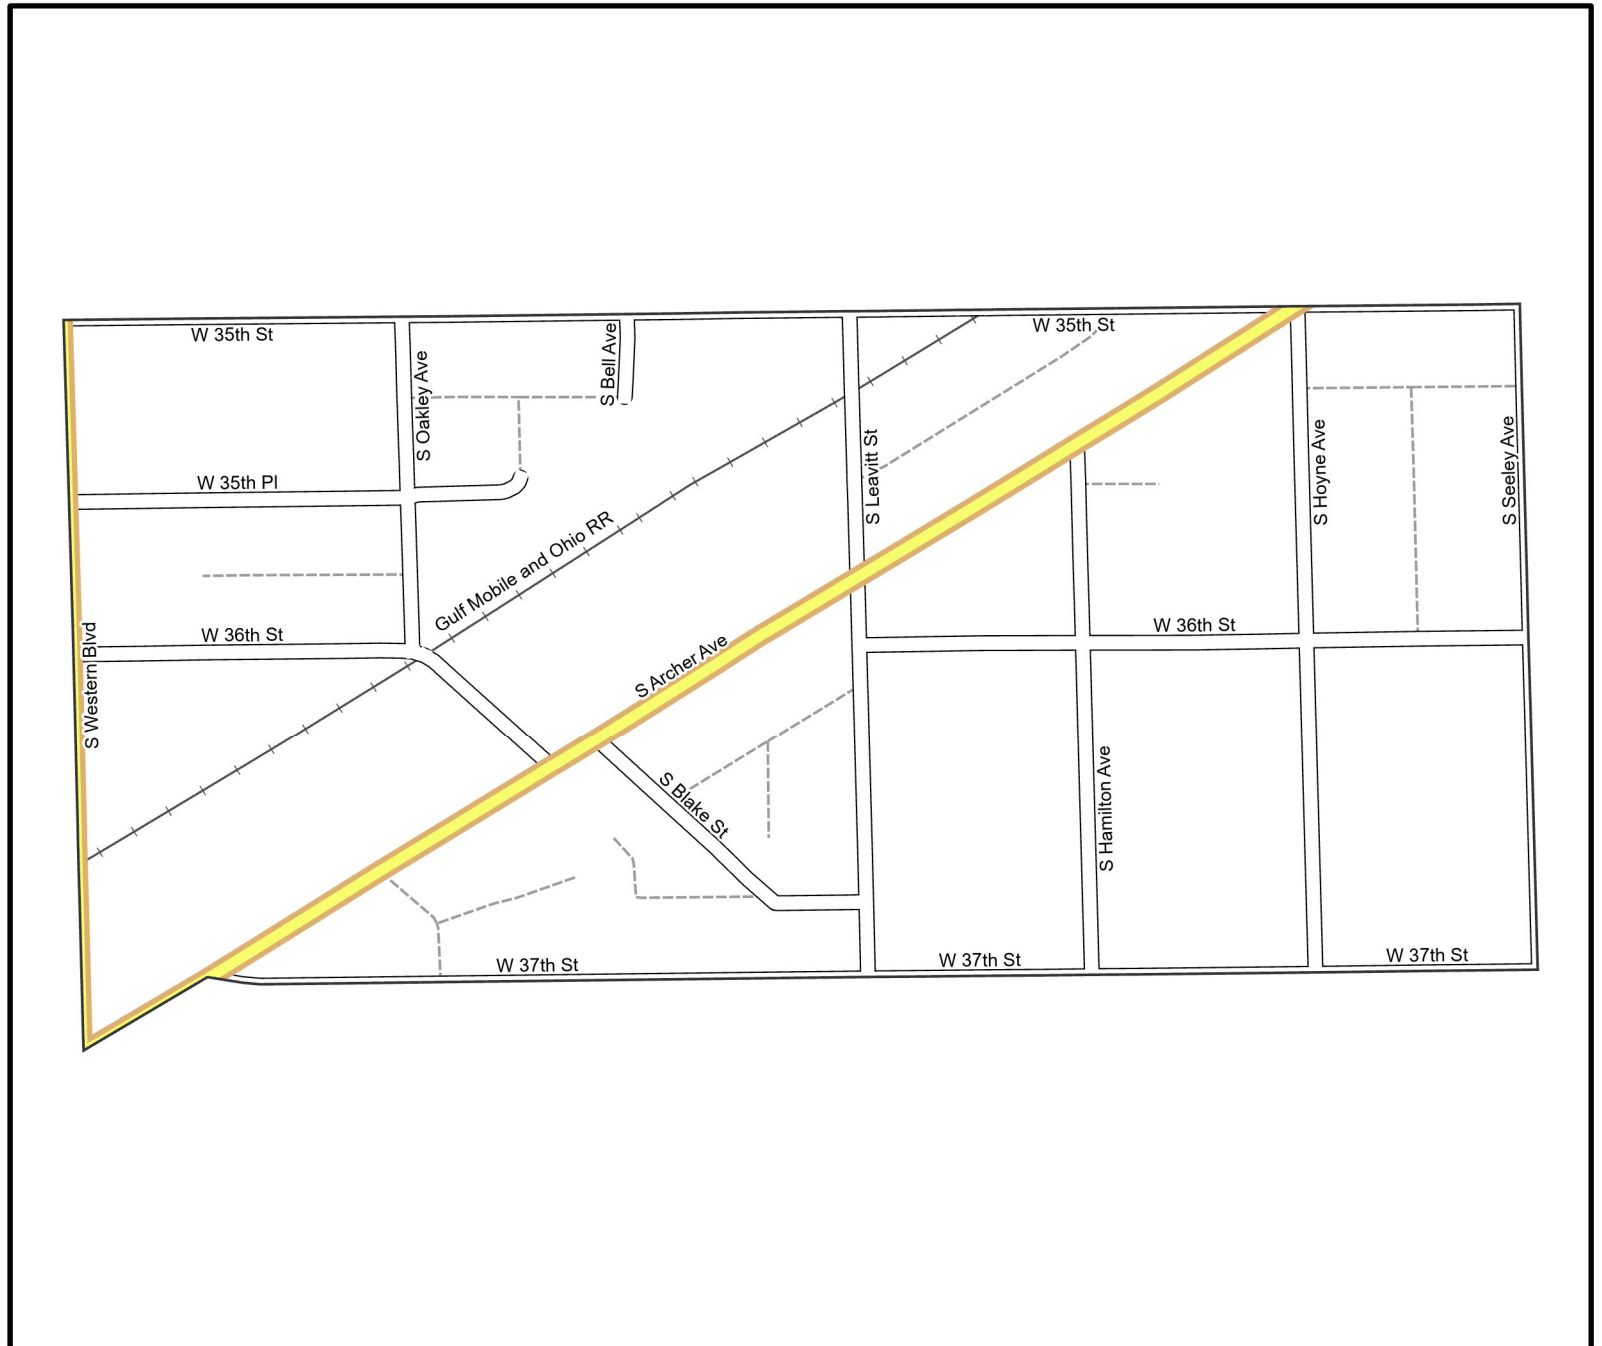 W 35th St
W 35th St
S Oakley Ave
S Bell Ave
S Leavitt St
S Hoyne Ave
S Seeley Ave
W 35th Pl
Gulf Mobile and Ohio RR
W 36th St
W 36th St
S Western Blvd
S Archer Ave
S Blake St
S Hamilton Ave
W 37th St
W 37th St
W 37th St